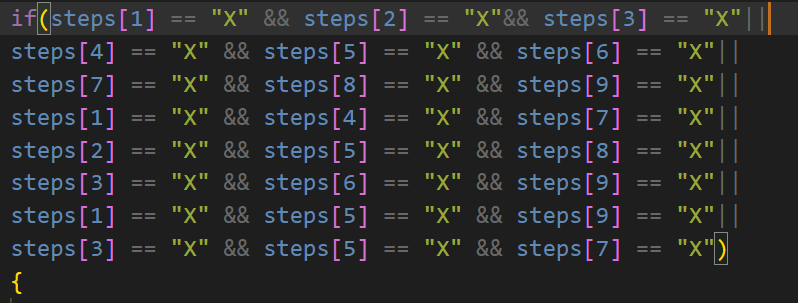 if(steps[1] == "X" && steps[2] == "X"&& steps[3] == "X"||
steps[4] == "X" && steps[5] == "X" && steps[6] == "X"||
steps[7] == "X" && steps[8] == "X" && steps[9] == "X"||
steps[1] == "X" && steps[4] == "X" && steps[7] == "X"||
steps[2] == "X" && steps[5] == "X" && steps[8] == "X"||
steps[3] == "X" && steps[6] == "X" && steps[9] == "X"||
steps[1] == "X" && steps[5] == "X" && steps[9] == "X"||
steps[3] == "X" && steps[5] == "X" && steps[7] == "X")
{